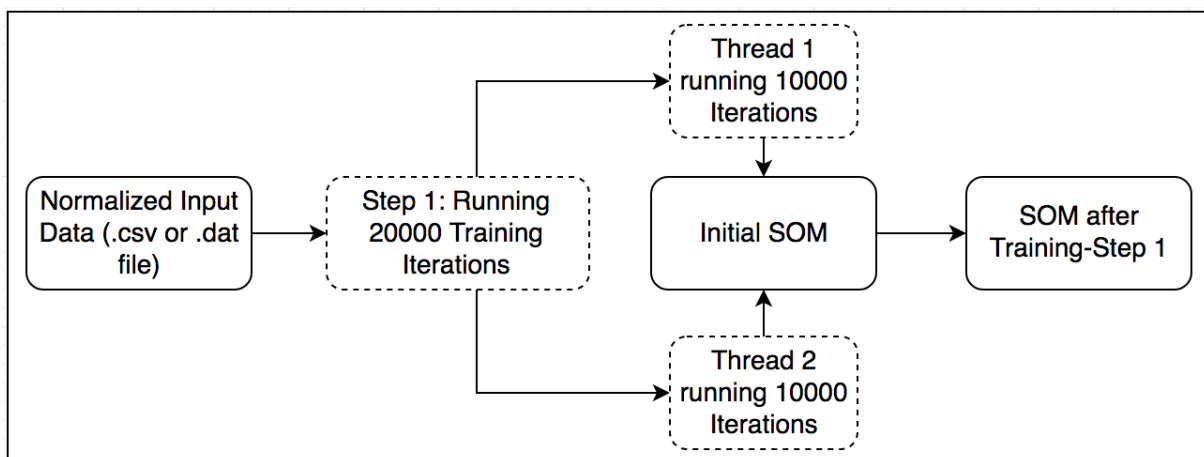 Normalized Input
Data (.csv or .dat
file)
Step 1: Running
20000 Training
Iterations
Thread 1
running 10000
Iterations
Initial SOM
Thread 2
running 10000
Iterations
SOM after
Training-Step 1